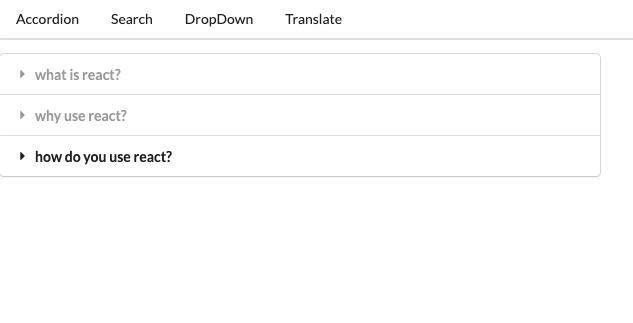 Accordion Search DropDown Translate
what is react?
why use react?
how do you use react?